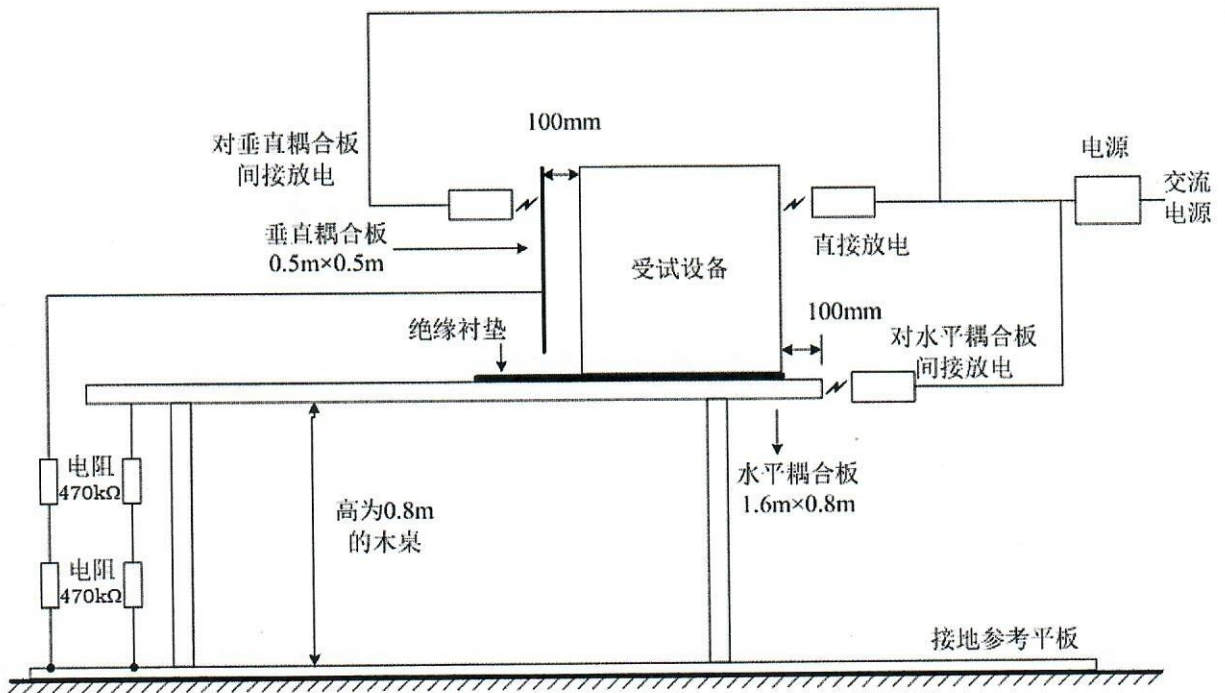 100mm
对垂直耦合板
间接放电
电源
交流
电源
垂直耦合板
0.5m×0.5m
受试设备
直接放电
100mm
绝缘衬垫
对水平耦合板
间接放电
电阻
470kΩ
水平耦合板
1.6m×0.8m
高为0.8m
的木桌
电阻
470kΩ
接地参考平板